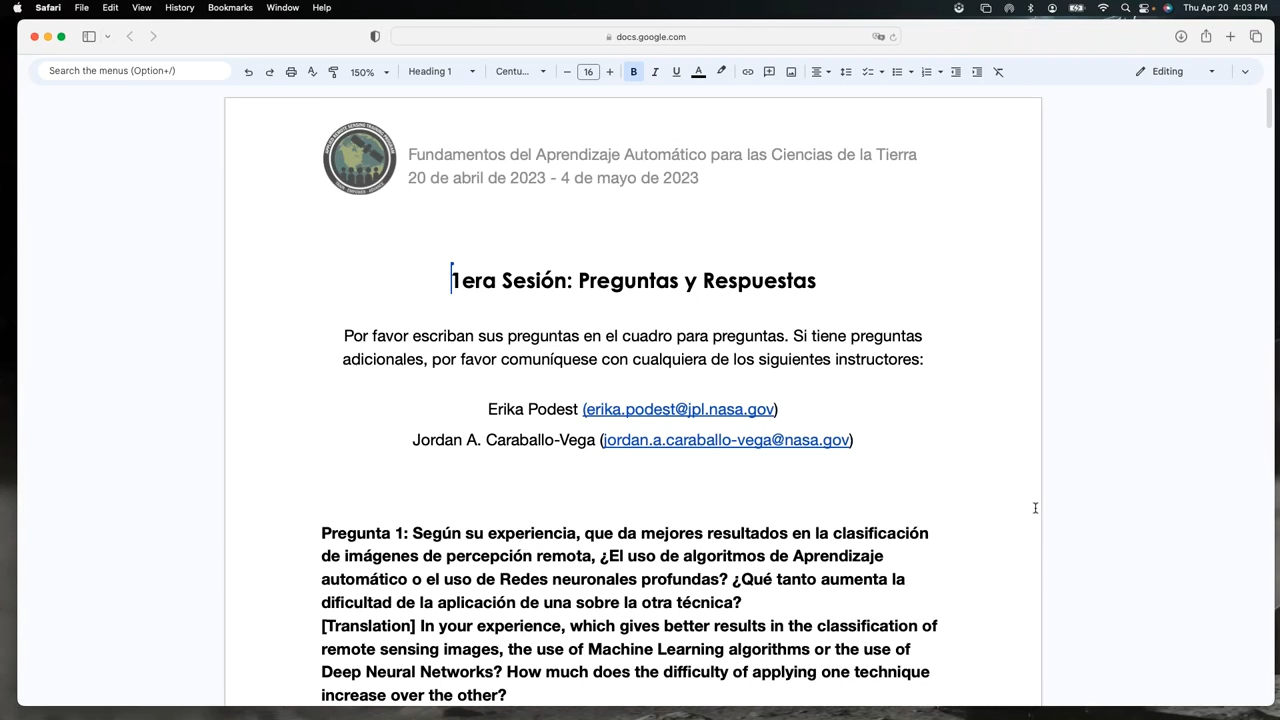 Safari File Edit View History Bookmarks Window Help Thu Apr 20 4:03 PM
docs.google.com
Search the menus (Option+/) 150% Heading 1 Centu... 16 B I U A Editing
Fundamentos del Aprendizaje Automático para las Ciencias de la Tierra
20 de abril de 2023 - 4 de mayo de 2023
1era Sesión: Preguntas y Respuestas
Por favor escriban sus preguntas en el cuadro para preguntas. Si tiene preguntas
adicionales, por favor comuníquese con cualquiera de los siguientes instructores:
Erika Podest (erika.podest@jpl.nasa.gov)
Jordan A. Caraballo-Vega (jordan.a.caraballo-vega@nasa.gov)
Pregunta 1: Según su experiencia, que da mejores resultados en la clasificación
de imágenes de percepción remota, ¿El uso de algoritmos de Aprendizaje
automático o el uso de Redes neuronales profundas? ¿Qué tanto aumenta la
dificultad de la aplicación de una sobre la otra técnica?
[Translation] In your experience, which gives better results in the classification of
remote sensing images, the use of Machine Learning algorithms or the use of
Deep Neural Networks? How much does the difficulty of applying one technique
increase over the other?